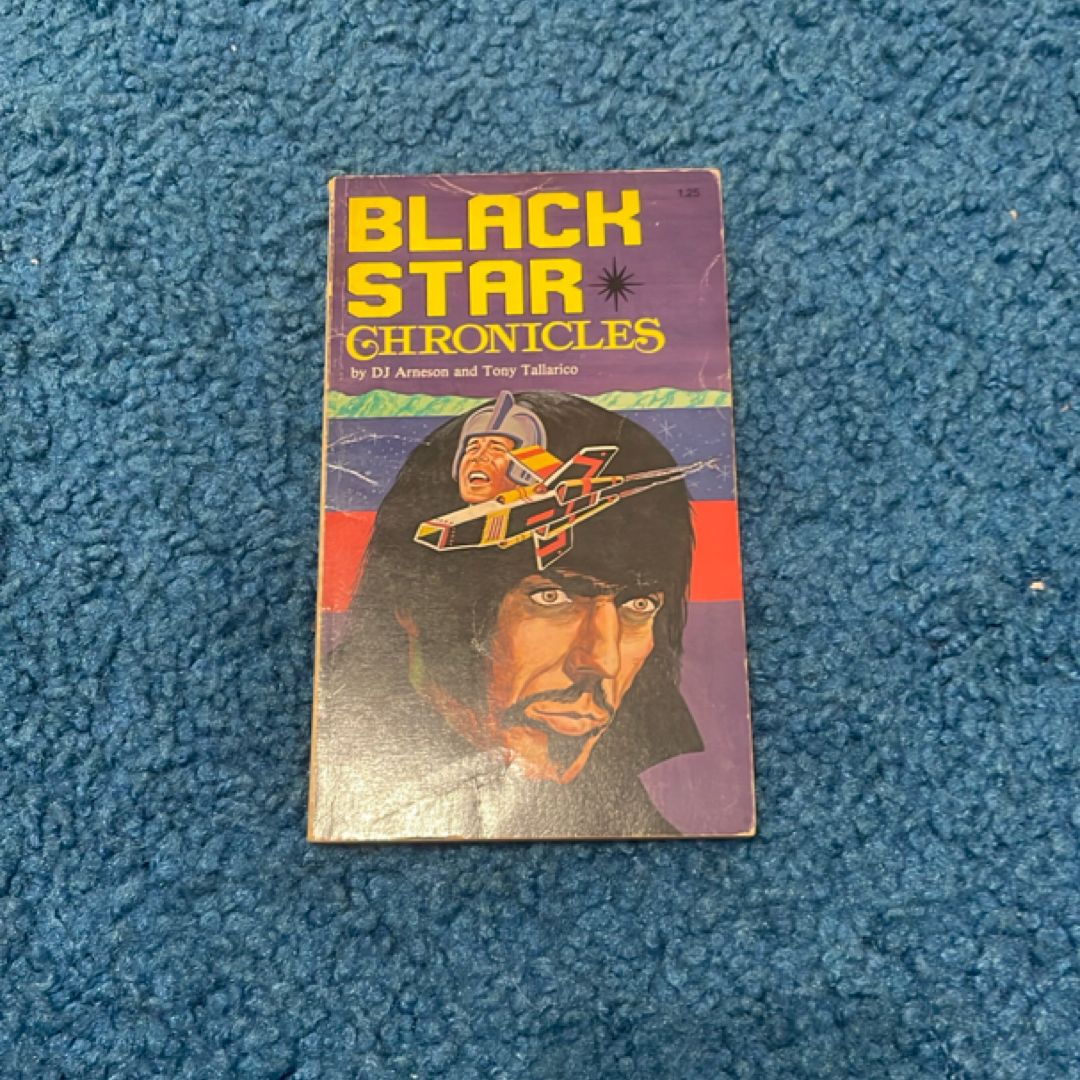 1.25
BLACK
STAR
CHRONICLES
by DJ Arneson and Tony Tallarico